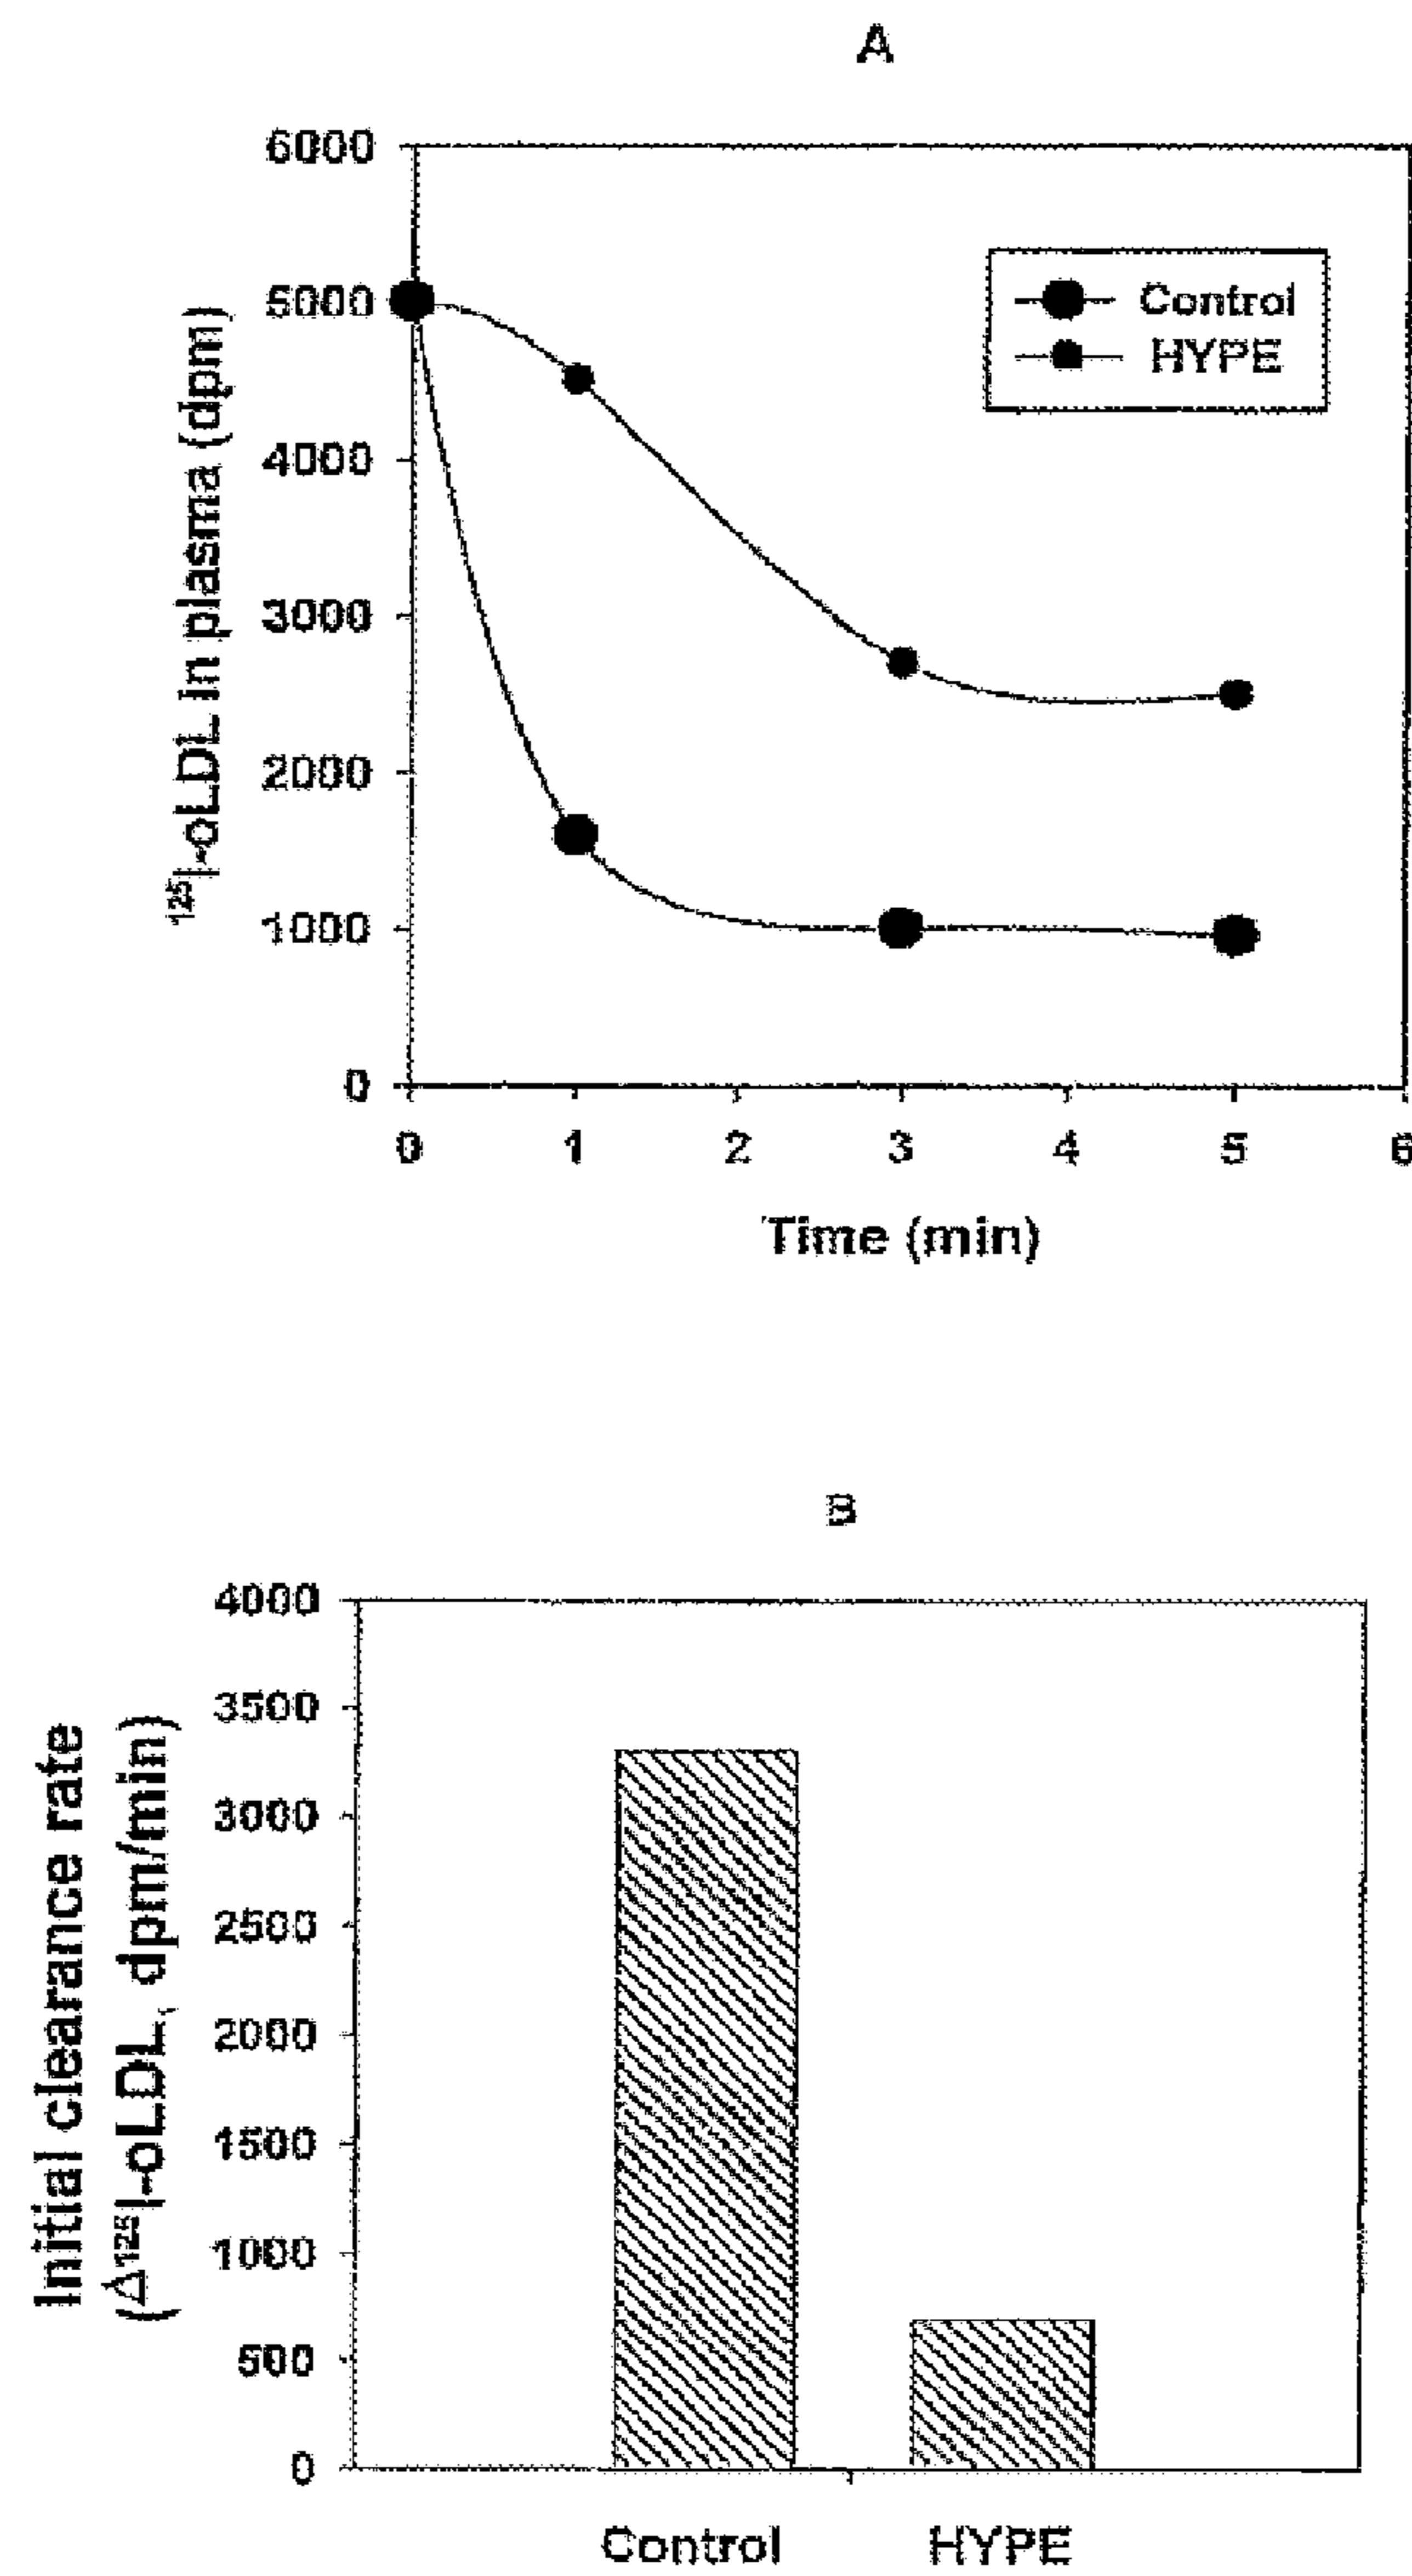 A
6000
5000
4000
3000
2000
1000
0
¹²⁵I-oLDL in plasma (dpm)
Control
HYPE
0 1 2 3 4 5 6
Time (min)
B
4000
3500
3000
2500
2000
1500
1000
500
0
Initial clearance rate
(Δ¹²⁵I-oLDL, dpm/min)
Control HYPE